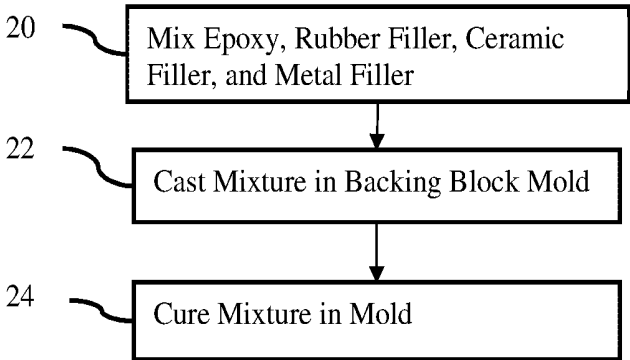 20
Mix Epoxy, Rubber Filler, Ceramic
Filler, and Metal Filler
22
Cast Mixture in Backing Block Mold
24
Cure Mixture in Mold